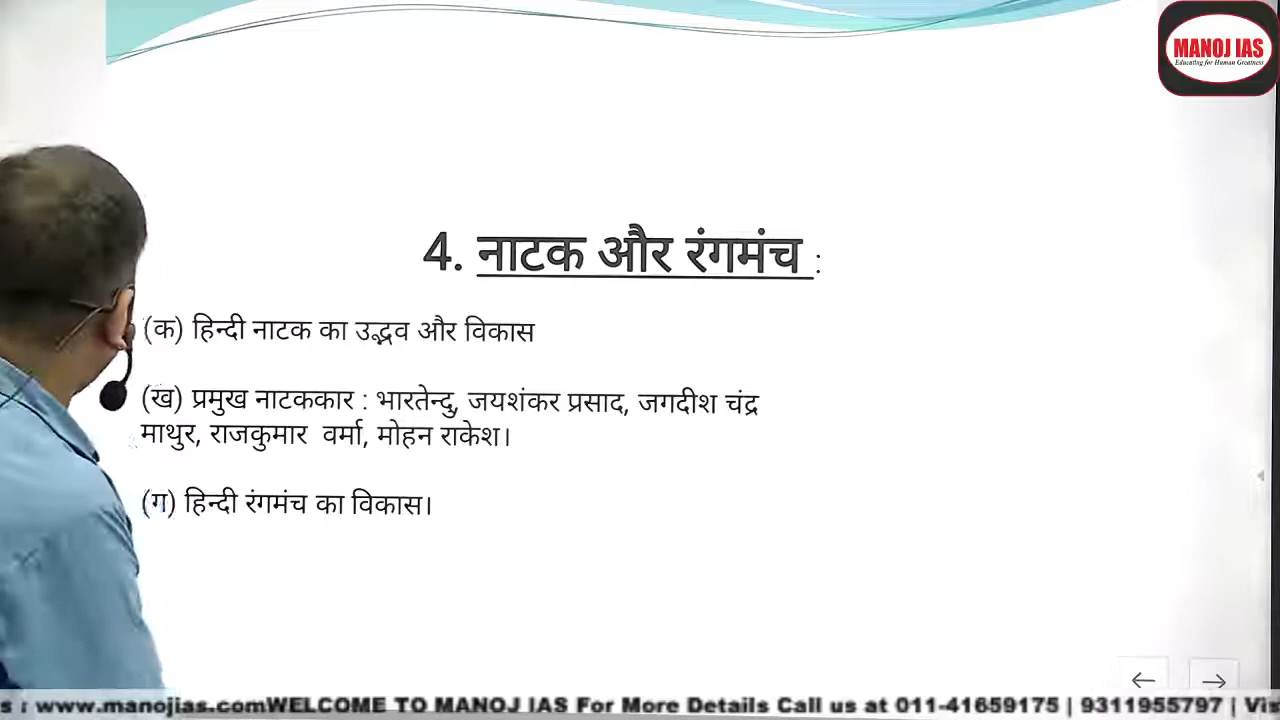 MANOJ IAS
Educating for Human Greatness
4. नाटक और रंगमंच :
(क) हिन्दी नाटक का उद्भव और विकास
(ख) प्रमुख नाटककार : भारतेन्दु, जयशंकर प्रसाद, जगदीश चंद्र
माथुर, राजकुमार वर्मा, मोहन राकेश।
(ग) हिन्दी रंगमंच का विकास।
s : www.manojias.comWELCOME TO MANOJ IAS For More Details Call us at 011-41659175 | 9311955797 | Vis